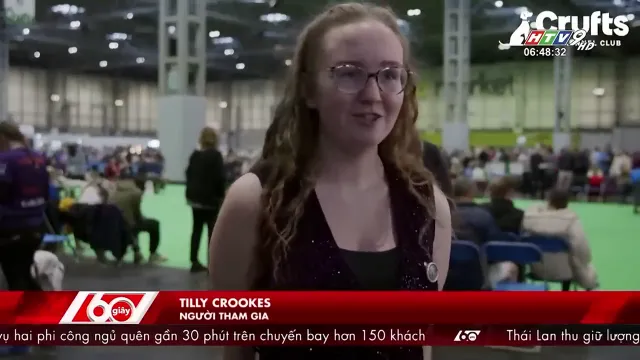 Crufts
HTV9 HD
CLUB
06:48:32
60 giây
TILLY CROOKES
NGƯỜI THAM GIA
vụ hai phi công ngủ quên gần 30 phút trên chuyến bay hơn 150 khách
60
Thái Lan thu giữ lượng